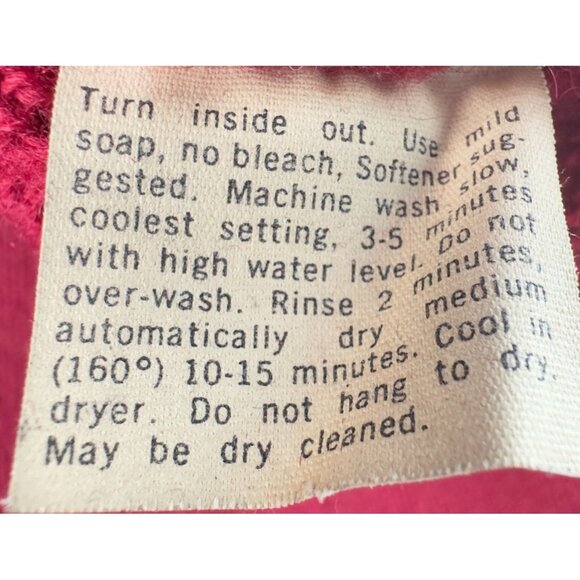 Turn inside out. Use mild
soap, no bleach, Softener sug-
gested. Machine wash slow,
coolest setting, 3-5 minutes
with high water level. Do not
over-wash. Rinse 2 minutes,
automatically dry medium
(160°) 10-15 minutes. Cool in
dryer. Do not hang to dry.
May be dry cleaned.